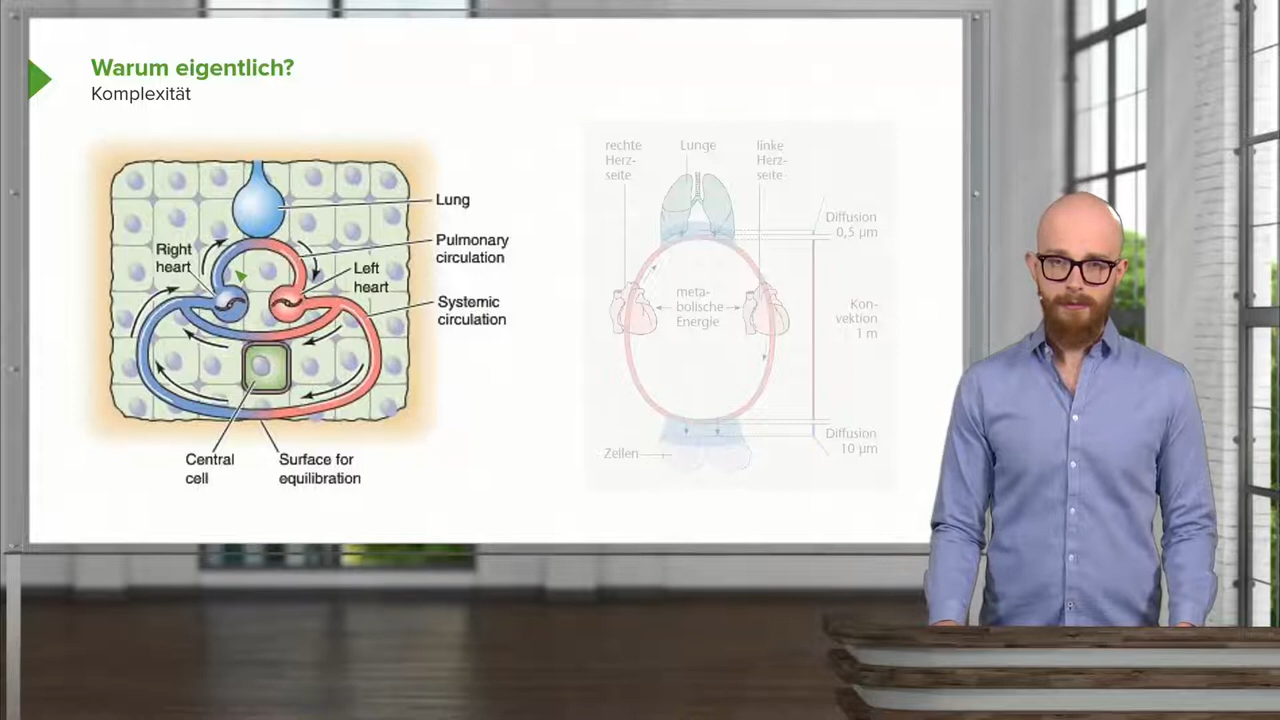 Warum eigentlich?
Komplexität
Lung
Pulmonary
circulation
Right
heart
Left
heart
Systemic
circulation
Central
cell
Surface for
equilibration
rechte
Herz-
seite
Lunge
linke
Herz-
seite
Diffusion
0,5 µm
meta-
bolische
Energie
Kon-
vektion
1 m
Diffusion
10 µm
Zellen